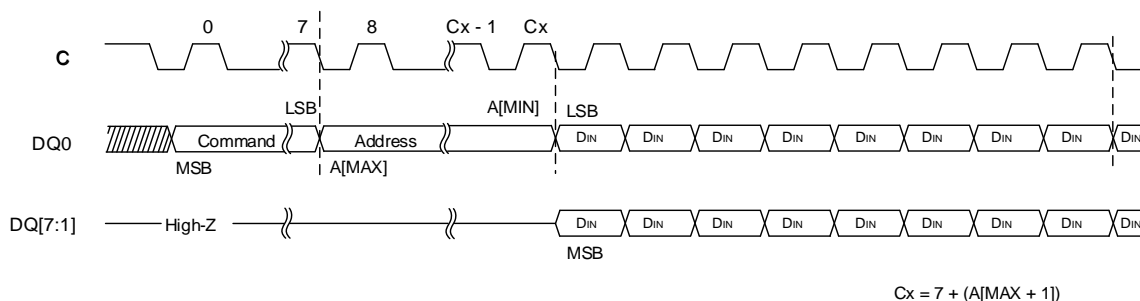 0 7 8 Cx - 1 Cx
C
LSB A[MIN] LSB
DQ0 Command Address DIN DIN DIN DIN DIN DIN DIN DIN DIN
MSB A[MAX]
DQ[7:1] High-Z DIN DIN DIN DIN DIN DIN DIN DIN DIN
MSB
Cx = 7 + (A[MAX + 1])